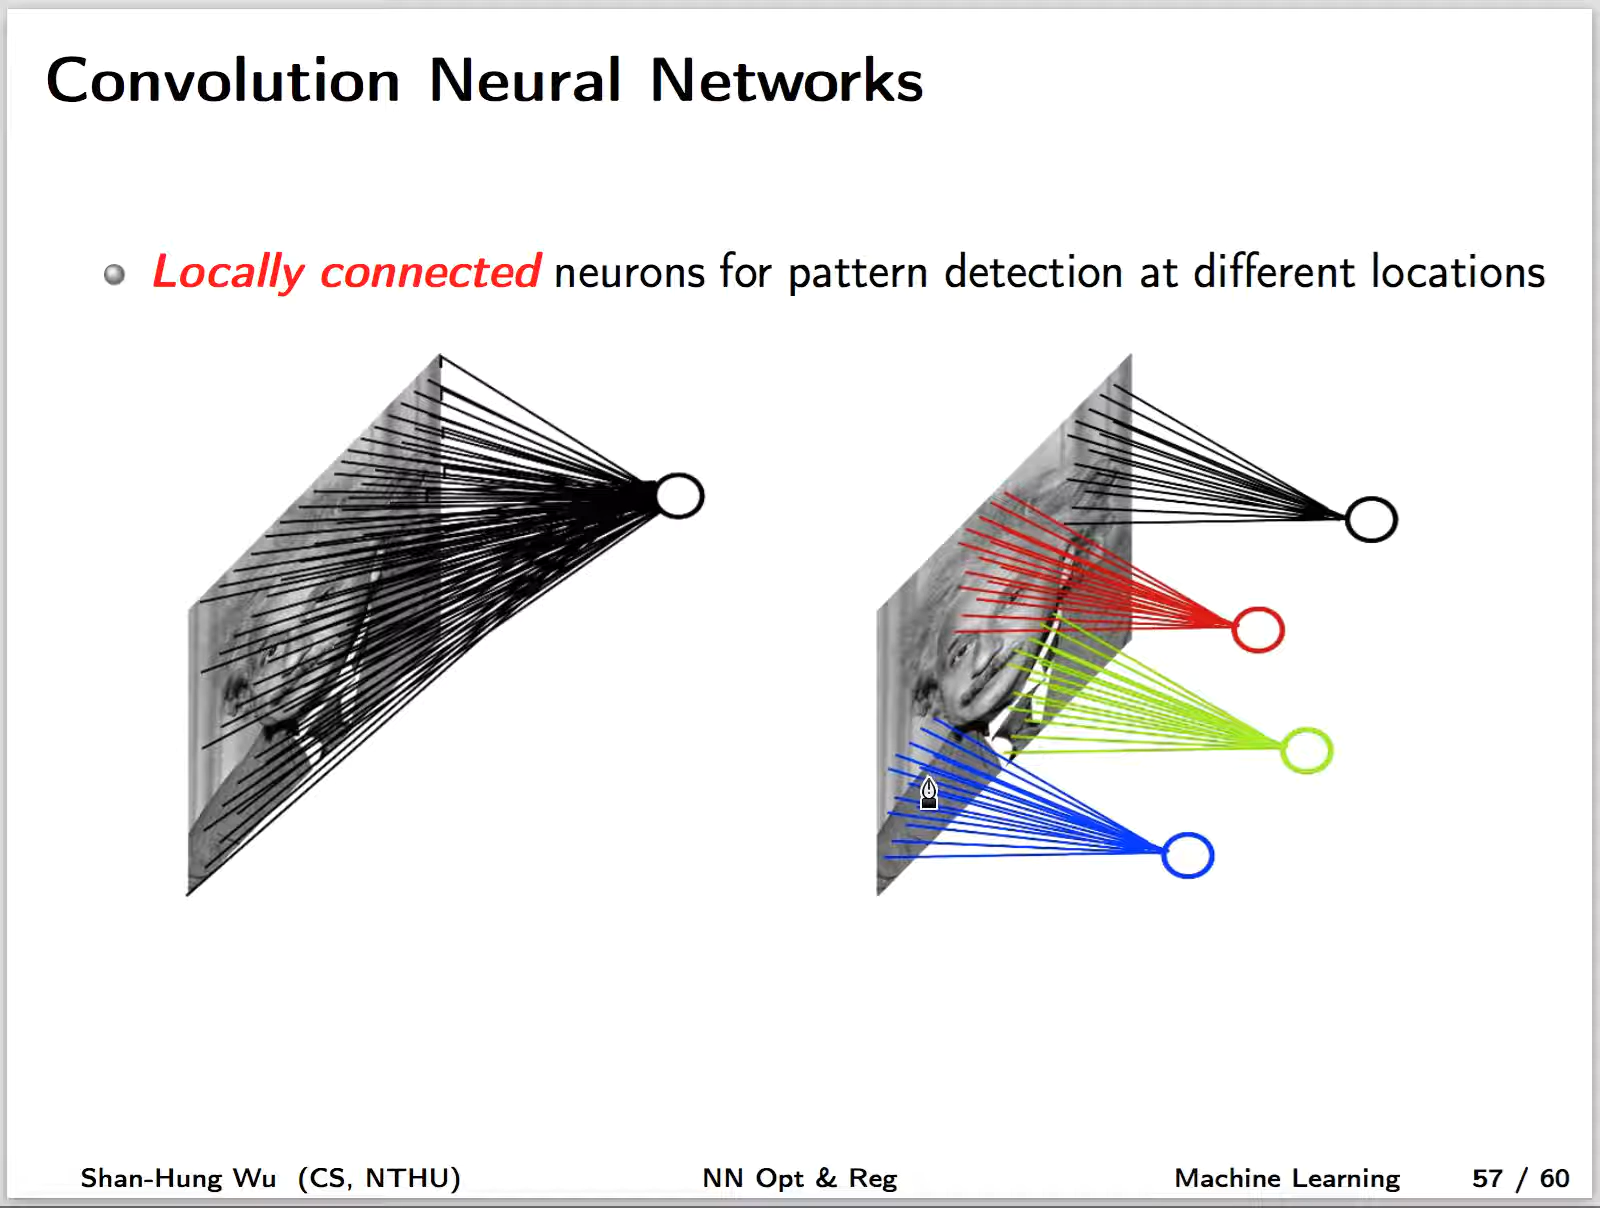 Convolution Neural Networks
Locally connected neurons for pattern detection at different locations
Shan-Hung Wu (CS, NTHU) NN Opt & Reg Machine Learning 57 / 60